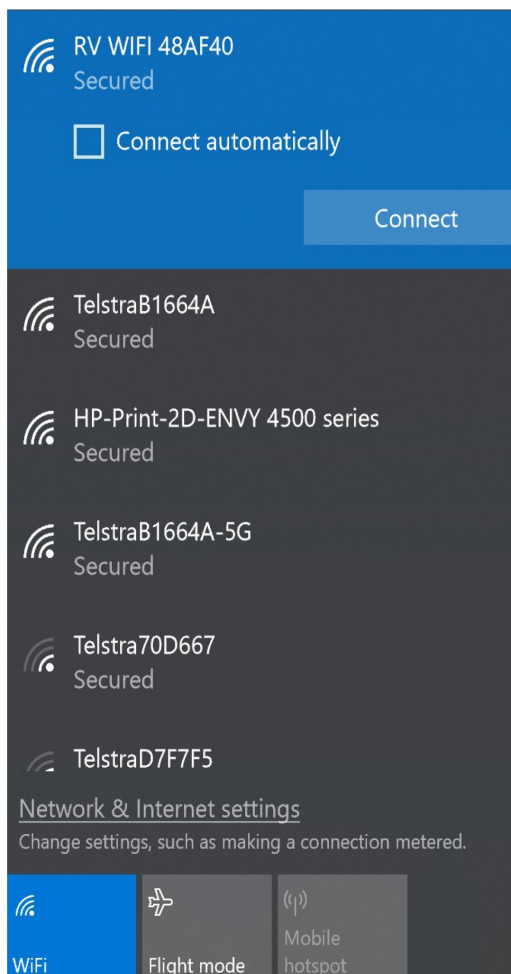 RV WIFI 48AF40
Secured
Connect automatically
Connect
TelstraB1664A
Secured
HP-Print-2D-ENVY 4500 series
Secured
TelstraB1664A-5G
Secured
Telstra70D667
Secured
TelstraD7F7F5
Network & Internet settings
Change settings, such as making a connection metered.
WiFi
Flight mode
Mobile
hotspot